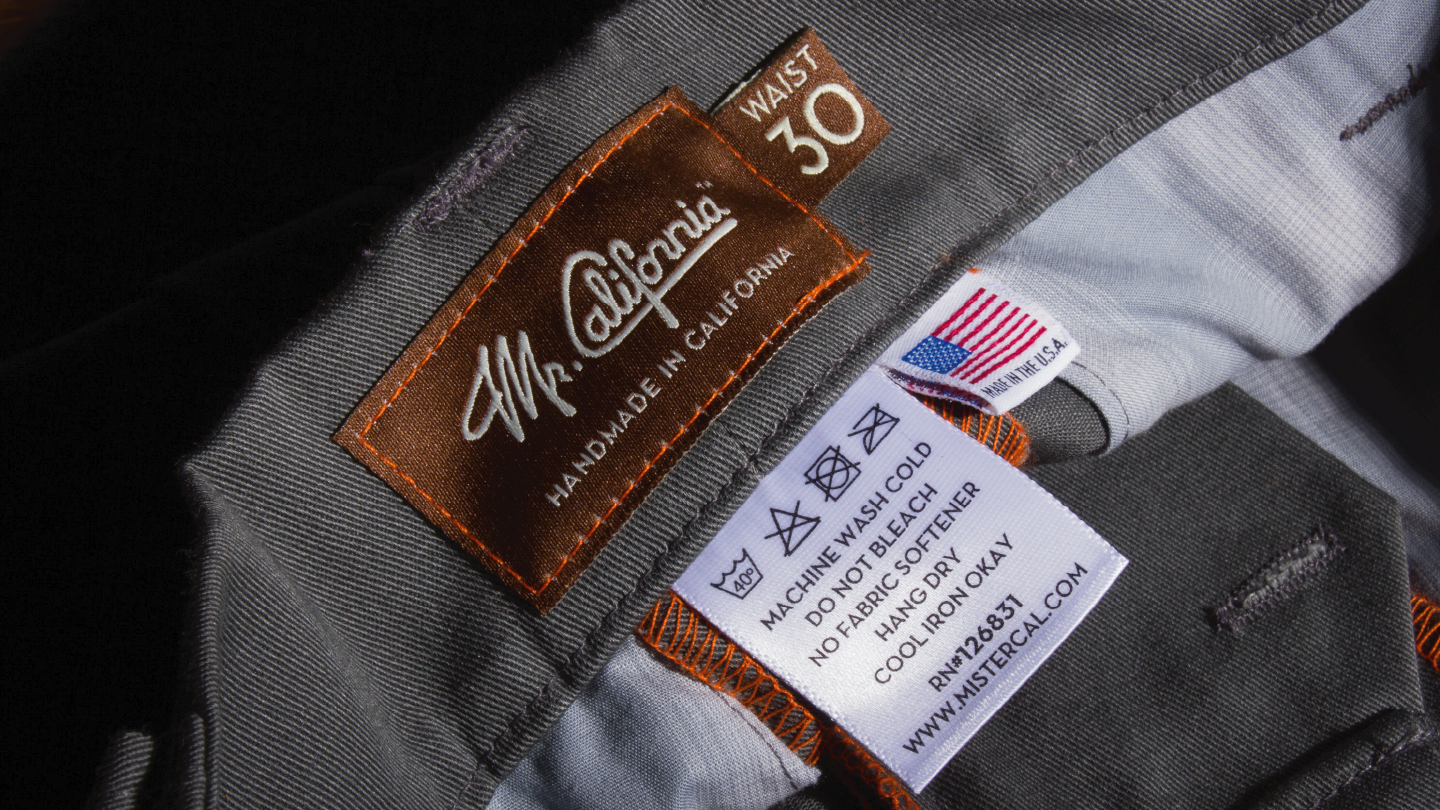 WAIST
30
Mr. California™
HANDMADE IN CALIFORNIA
MADE IN THE U.S.A.
40°
MACHINE WASH COLD
DO NOT BLEACH
NO FABRIC SOFTENER
HANG DRY
COOL IRON OKAY
RN#126831
WWW.MISTERCAL.COM